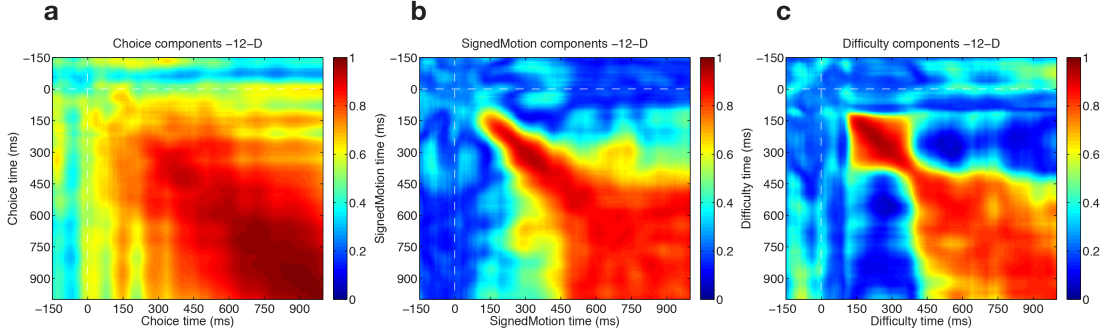 a
b
c
Choice components −12−D
SignedMotion components −12−D
Difficulty components −12−D
−150
0
150
300
450
600
750
900
Choice time (ms)
−150 0 150 300 450 600 750 900
Choice time (ms)
1
0.8
0.6
0.4
0.2
0
−150
0
150
300
450
600
750
900
SignedMotion time (ms)
−150 0 150 300 450 600 750 900
SignedMotion time (ms)
1
0.8
0.6
0.4
0.2
0
−150
0
150
300
450
600
750
900
Difficulty time (ms)
−150 0 150 300 450 600 750 900
Difficulty time (ms)
1
0.8
0.6
0.4
0.2
0